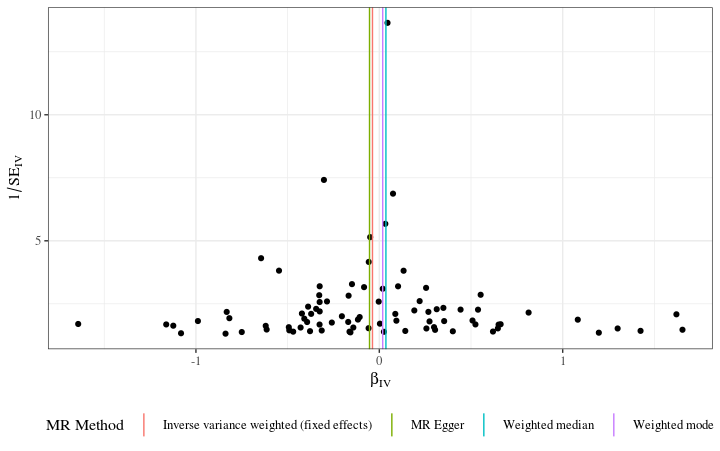 1/SE_IV
10
5
-1
0
1
β_IV
MR Method
Inverse variance weighted (fixed effects)
MR Egger
Weighted median
Weighted mode